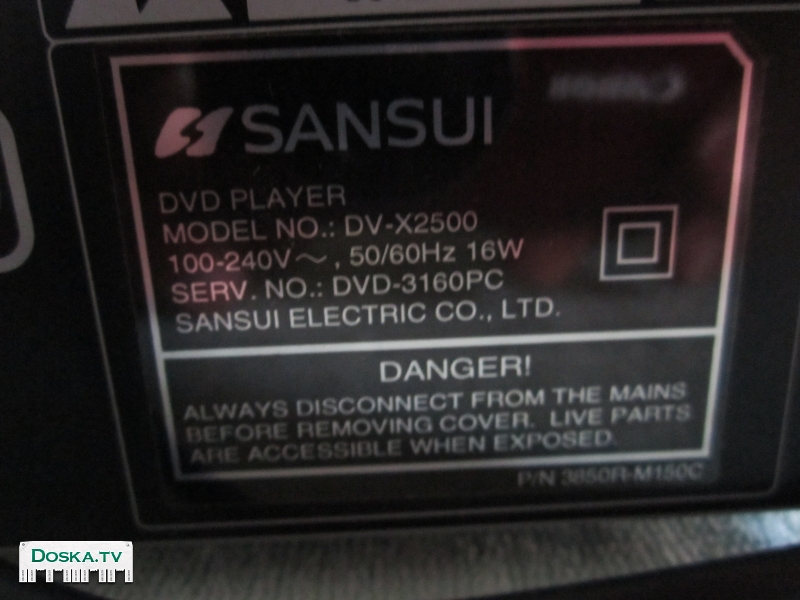 SANSUI
DVD PLAYER
MODEL NO.: DV-X2500
100-240V～, 50/60Hz 16W
SERV. NO.: DVD-3160PC
SANSUI ELECTRIC CO., LTD.
DANGER!
ALWAYS DISCONNECT FROM THE MAINS
BEFORE REMOVING COVER. LIVE PARTS
ARE ACCESSIBLE WHEN EXPOSED.
P/N 3850R-M150C
DOSKA.TV